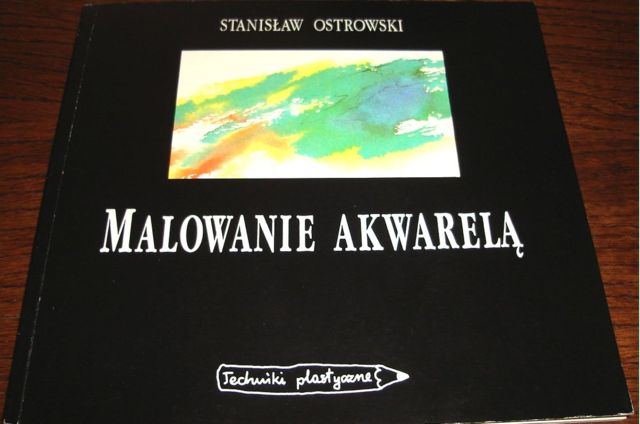 STANISŁAW OSTROWSKI
MALOWANIE AKWARELĄ
Techniki plastyczne